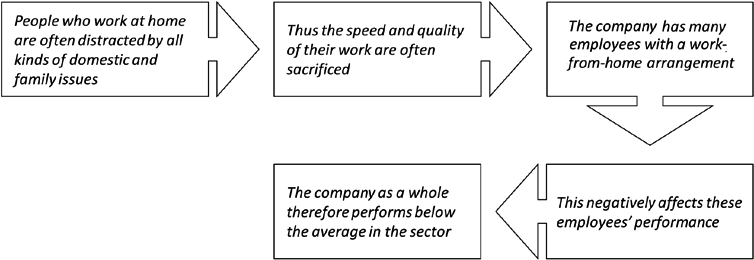 People who work at home
are often distracted by all
kinds of domestic and
family issues
Thus the speed and quality
of their work are often
sacrificed
The company has many
employees with a work-
from-home arrangement
This negatively affects these
employees' performance
The company as a whole
therefore performs below
the average in the sector